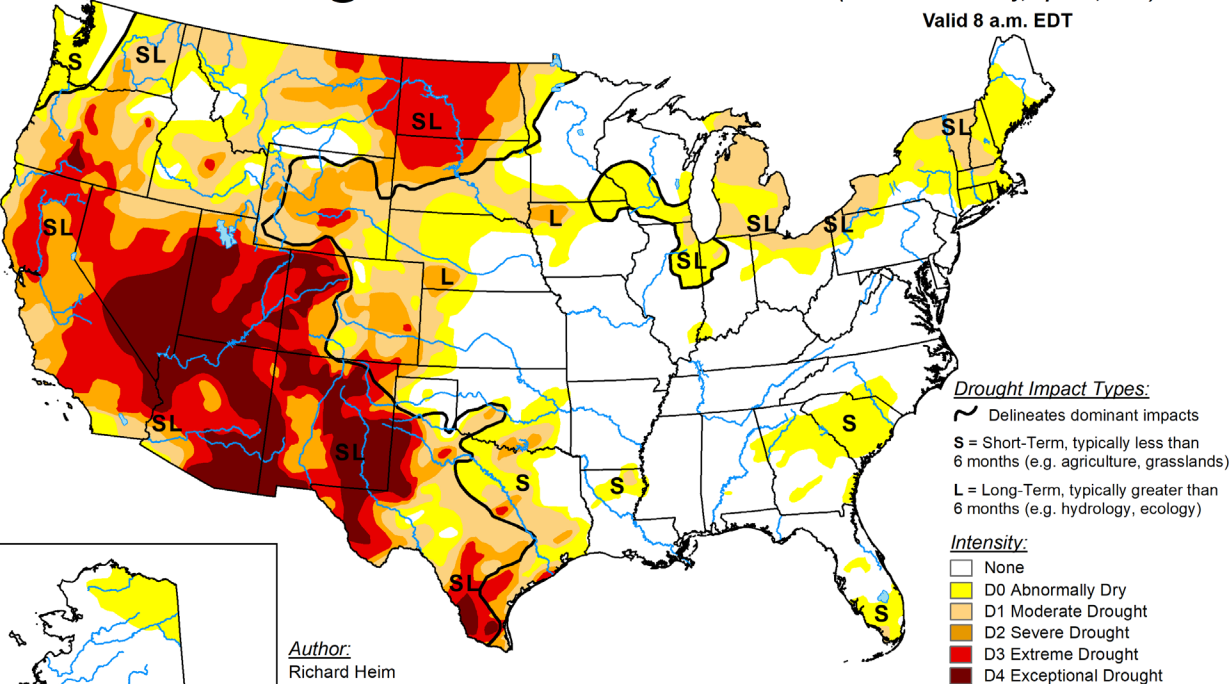 Valid 8 a.m. EDT
S
SL
SL
SL
SL
L
SL
SL
SL
L
SL
SL
S
S
S
SL
S
Drought Impact Types:
Delineates dominant impacts
S = Short-Term, typically less than
6 months (e.g. agriculture, grasslands)
L = Long-Term, typically greater than
6 months (e.g. hydrology, ecology)
Intensity:
None
D0 Abnormally Dry
D1 Moderate Drought
D2 Severe Drought
D3 Extreme Drought
D4 Exceptional Drought
Author:
Richard Heim